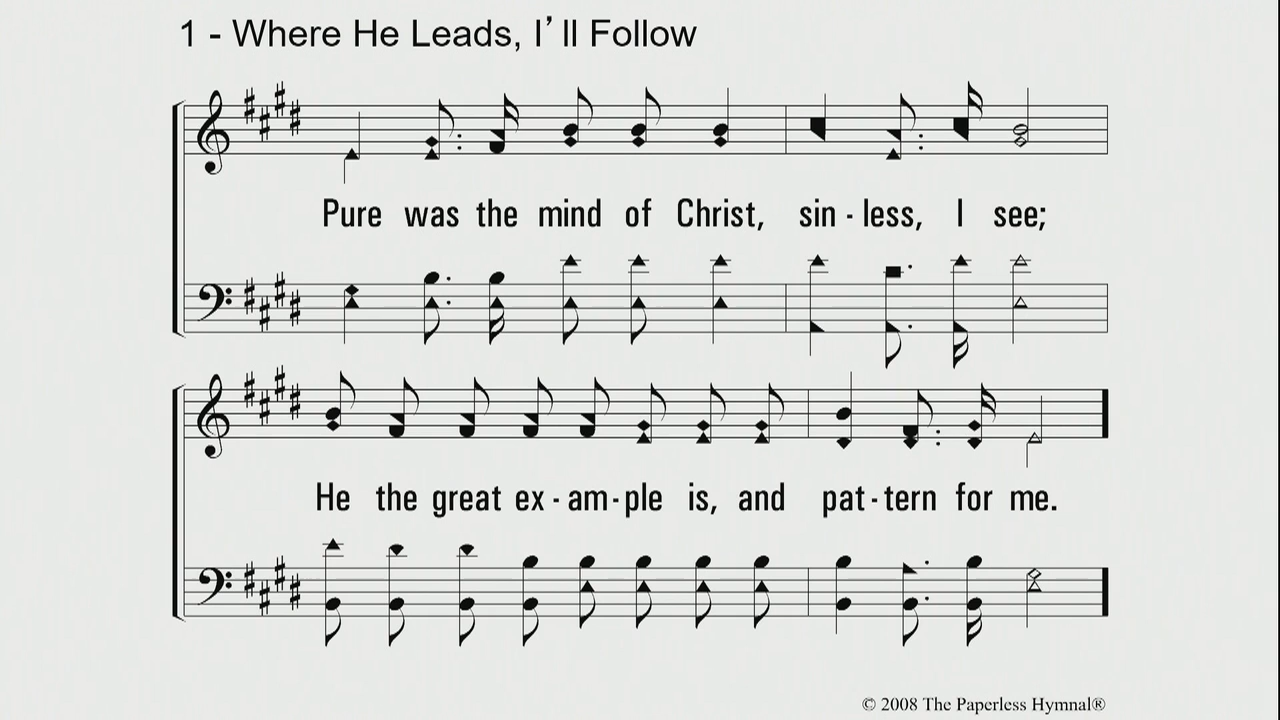 1 - Where He Leads, I’ll Follow
Pure was the mind of Christ, sin - less, I see;
He the great ex - am - ple is, and pat - tern for me.
© 2008 The Paperless Hymnal®